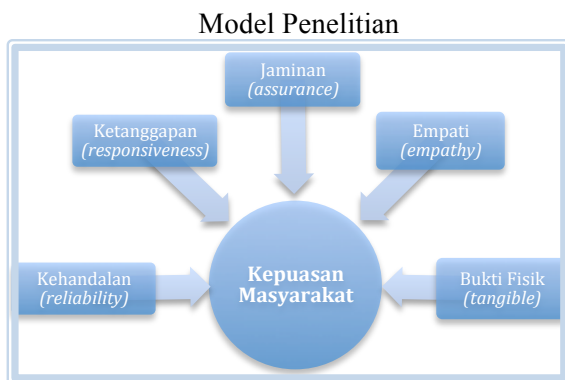 Model Penelitian
Jaminan
(assurance)
Ketanggapan
(responsiveness)
Empati
(empathy)
Kehandalan
(reliability)
Kepuasan
Masyarakat
Bukti Fisik
(tangible)